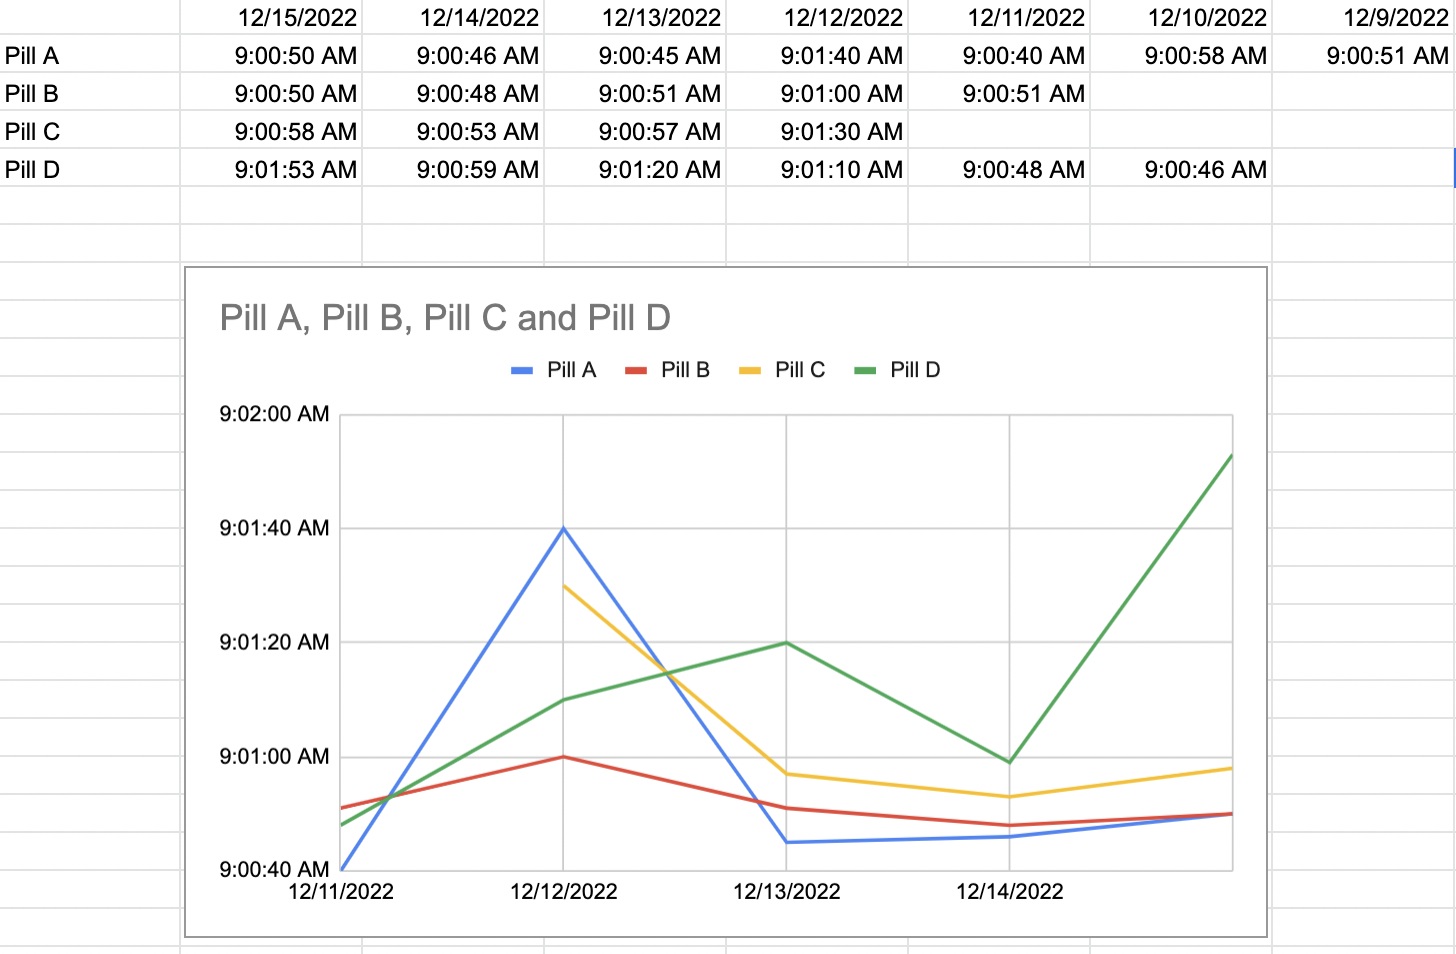 12/15/2022 12/14/2022 12/13/2022 12/12/2022 12/11/2022 12/10/2022 12/9/2022
Pill A 9:00:50 AM 9:00:46 AM 9:00:45 AM 9:01:40 AM 9:00:40 AM 9:00:58 AM 9:00:51 AM
Pill B 9:00:50 AM 9:00:48 AM 9:00:51 AM 9:01:00 AM 9:00:51 AM
Pill C 9:00:58 AM 9:00:53 AM 9:00:57 AM 9:01:30 AM
Pill D 9:01:53 AM 9:00:59 AM 9:01:20 AM 9:01:10 AM 9:00:48 AM 9:00:46 AM
Pill A, Pill B, Pill C and Pill D
Pill A Pill B Pill C Pill D
9:02:00 AM
9:01:40 AM
9:01:20 AM
9:01:00 AM
9:00:40 AM
12/11/2022 12/12/2022 12/13/2022 12/14/2022